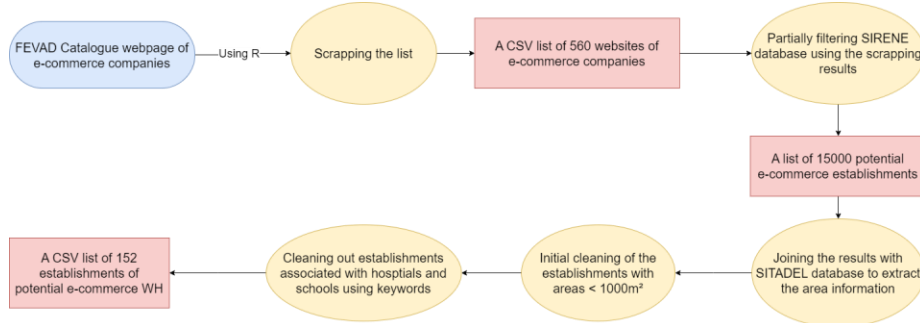 FEVAD Catalogue webpage of
e-commerce companies
Using R
Scrapping the list
A CSV list of 560 websites of
e-commerce companies
Partially filtering SIRENE
database using the scrapping
results
A list of 15000 potential
e-commerce establishments
Joining the results with
SITADEL database to extract
the area information
Initial cleaning of the
establishments with
areas < 1000m²
Cleaning out establishments
associated with hosptials and
schools using keywords
A CSV list of 152
establishments of
potential e-commerce WH